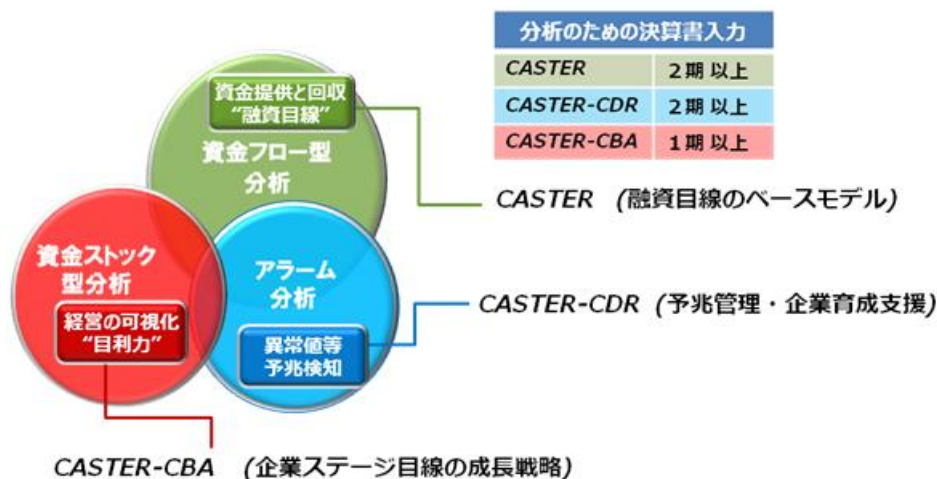 分析のための決算書入力
CASTER 2期以上
CASTER-CDR 2期以上
CASTER-CBA 1期以上
資金提供と回収
“融資目線”
資金フロー型
分析
CASTER (融資目線のベースモデル)
資金ストック
型分析
経営の可視化
“目利力”
アラーム
分析
異常値等
予兆検知
CASTER-CDR (予兆管理・企業育成支援)
CASTER-CBA (企業ステージ目線の成長戦略)